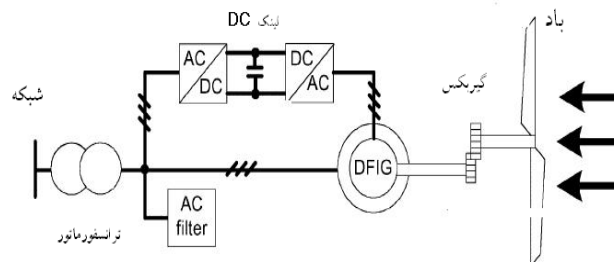 لینک DC
باد
AC
DC
DC
AC
گیربکس
شبکه
DFIG
AC
filter
ترانسفورماتور